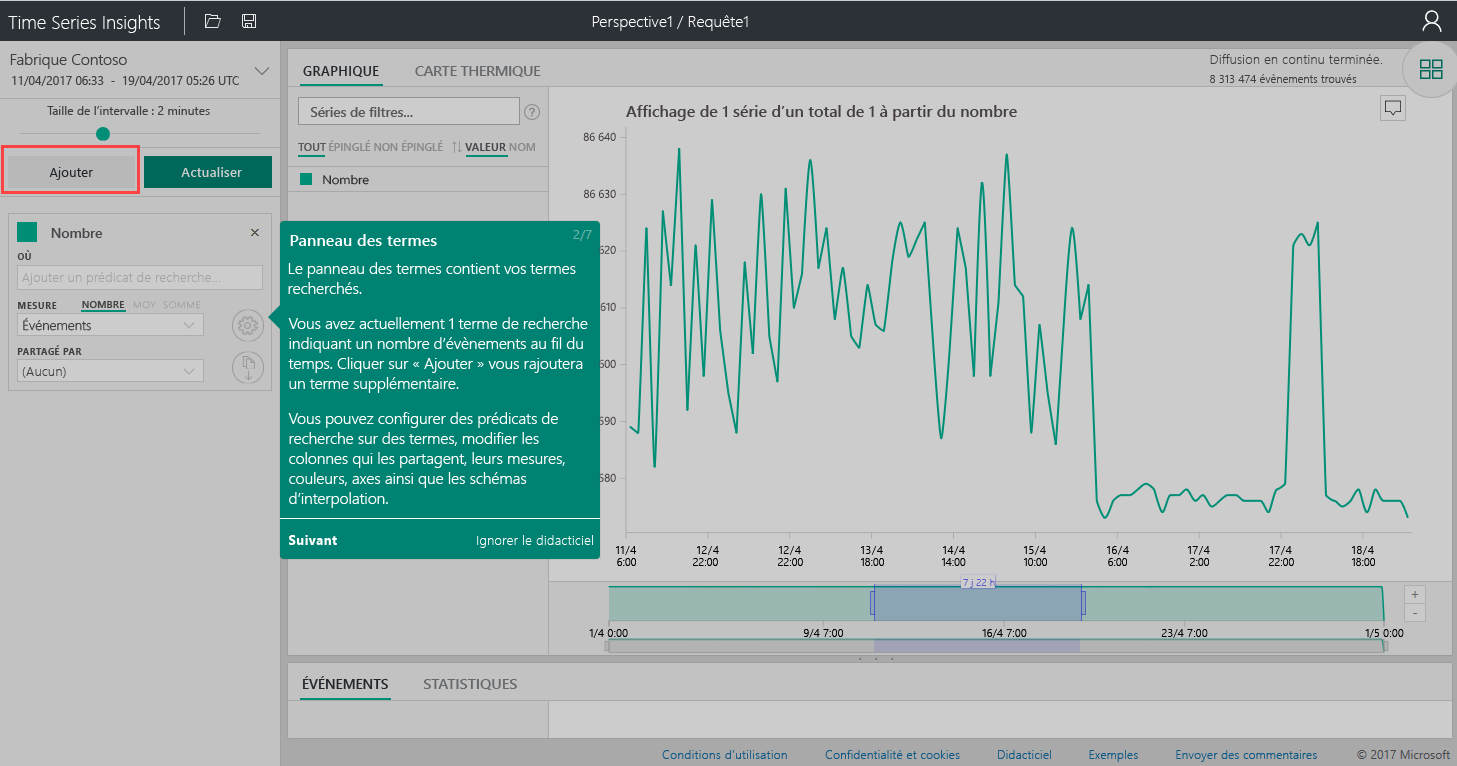 Time Series Insights
Perspective1 / Requête1
Fabrique Contoso
11/04/2017 06:33 - 19/04/2017 05:26 UTC
Taille de l'intervalle : 2 minutes
Ajouter
Actualiser
Nombre
OÙ
Ajouter un prédicat de recherche...
MESURE
NOMBRE MOY SOMME
Événements
PARTAGÉ PAR
(Aucun)
GRAPHIQUE
CARTE THERMIQUE
Diffusion en continu terminée.
8 313 474 évènements trouvés
Séries de filtres...
?
TOUT ÉPINGLÉ NON ÉPINGLÉ VALEUR NOM
Nombre
Panneau des termes
2/7
Le panneau des termes contient vos termes
recherchés.
Vous avez actuellement 1 terme de recherche
indiquant un nombre d'évènements au fil du
temps. Cliquer sur « Ajouter » vous rajoutera
un terme supplémentaire.
Vous pouvez configurer des prédicats de
recherche sur des termes, modifier les
colonnes qui les partagent, leurs mesures,
couleurs, axes ainsi que les schémas
d'interpolation.
Suivant
Ignorer le didacticiel
Affichage de 1 série d'un total de 1 à partir du nombre
86 640
86 630
620
610
600
590
580
11/4 12/4 12/4 13/4 14/4 15/4 16/4 17/4 17/4 18/4
6:00 22:00 22:00 18:00 14:00 10:00 6:00 2:00 22:00 18:00
7 j 22 h
+
-
1/4 0:00 9/4 7:00 16/4 7:00 23/4 7:00 1/5 0:00
ÉVÉNEMENTS
STATISTIQUES
Conditions d'utilisation
Confidentialité et cookies
Didacticiel
Exemples
Envoyer des commentaires
© 2017 Microsoft